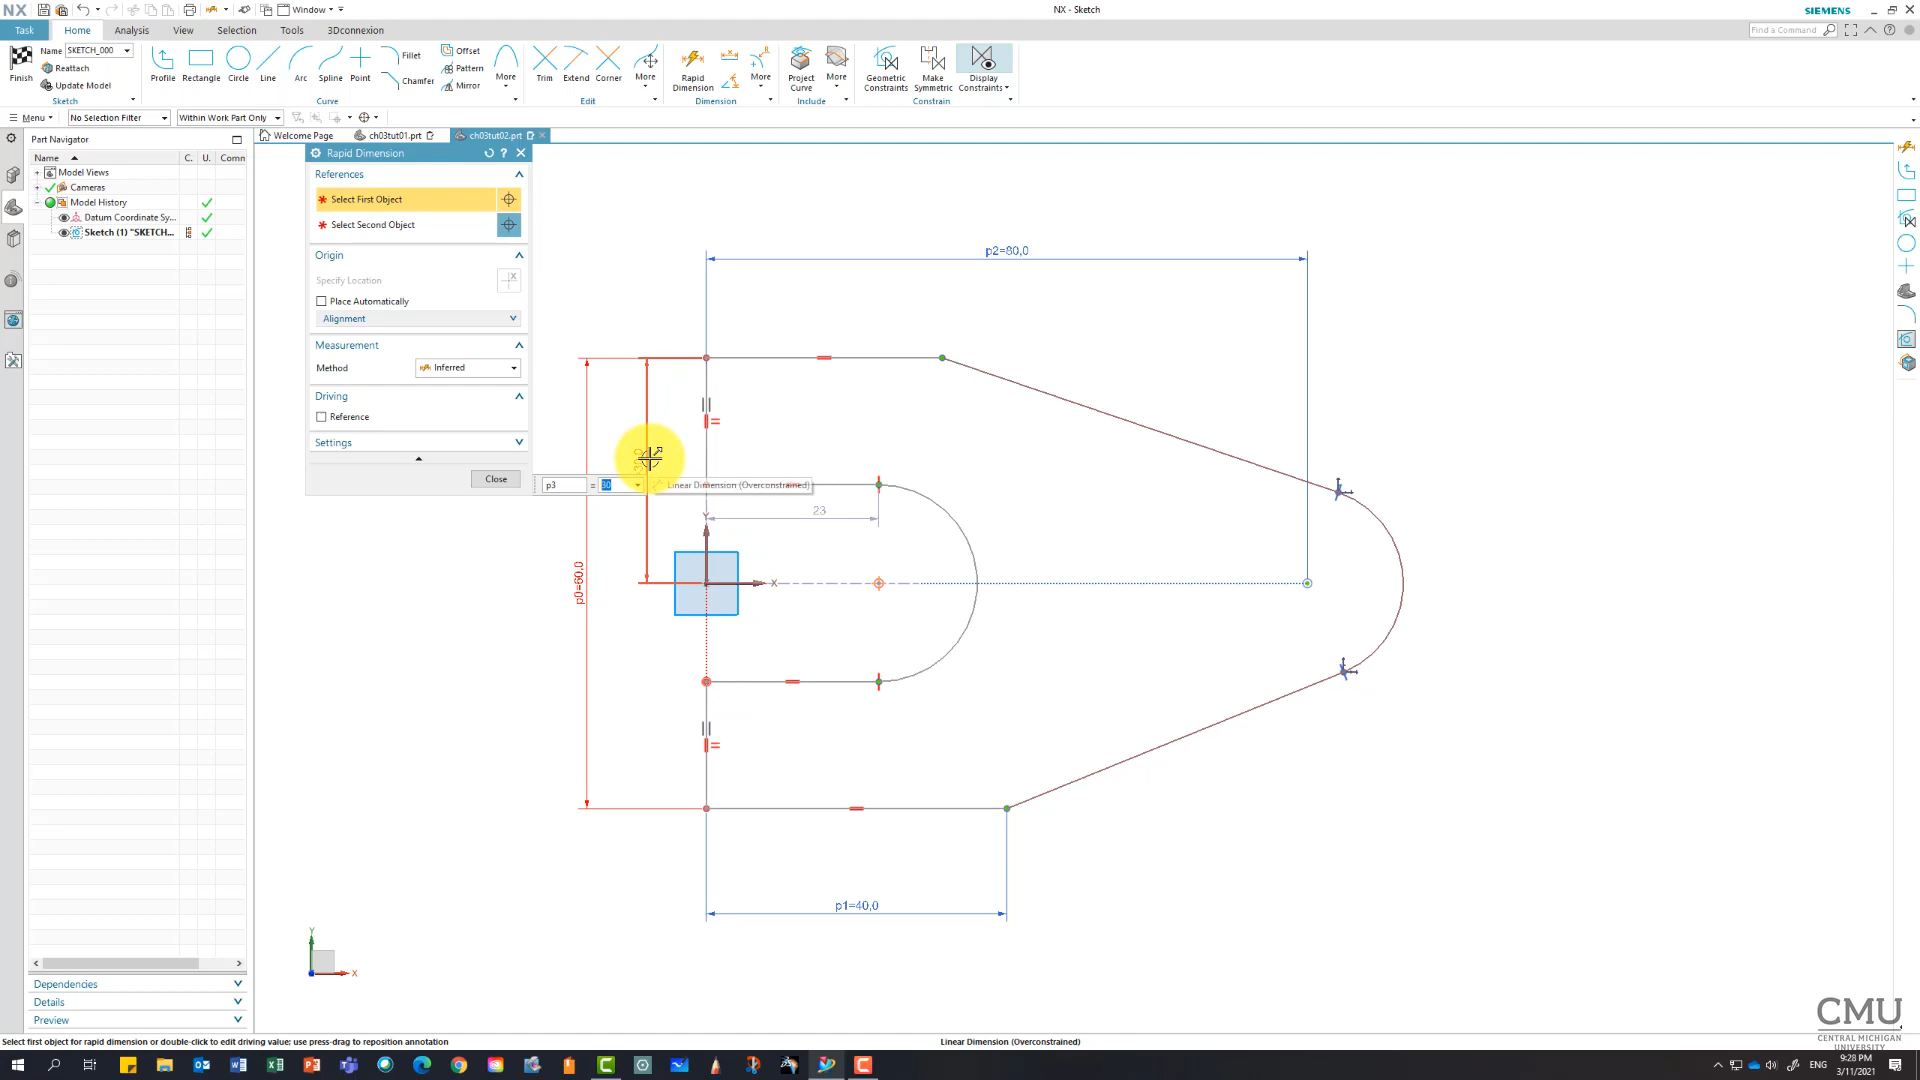 NX
Window
NX - Sketch
SIEMENS
Task
Home
Analysis
View
Selection
Tools
3Dconnexion
Find a Command
Finish
Name
SKETCH_000
Reattach
Update Model
Sketch
Profile
Rectangle
Circle
Line
Arc
Spline
Point
Fillet
Chamfer
Offset
Pattern
Mirror
More
Curve
Trim
Extend
Corner
More
Edit
Rapid
Dimension
More
Dimension
Project
Curve
More
Include
Geometric
Constraints
Make
Symmetric
Display
Constraints
Constrain
Menu
No Selection Filter
Within Work Part Only
Part Navigator
Welcome Page
ch03tut01.prt
ch03tut02.prt
Name
C.
U.
Comn
Model Views
Cameras
Model History
Datum Coordinate Sy...
Sketch (1) "SKETCH...
Rapid Dimension
References
Select First Object
Select Second Object
Origin
Specify Location
Place Automatically
Alignment
Measurement
Method
Inferred
Driving
Reference
Settings
Close
p3
=
30
Linear Dimension (Overconstrained)
p2=80,0
23
Y
X
p0=60,0
p1=40,0
Y
X
Dependencies
Details
Preview
CMU
CENTRAL MICHIGAN
UNIVERSITY
Select first object for rapid dimension or double-click to edit driving value; use press-drag to reposition annotation
Linear Dimension (Overconstrained)
ENG
9:28 PM
3/11/2021